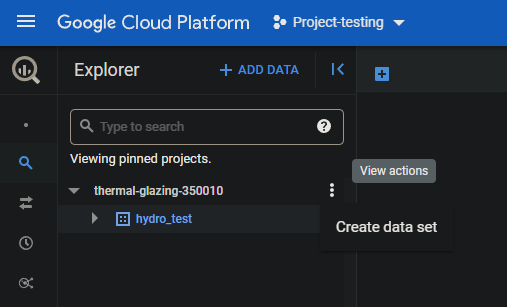 Google Cloud Platform Project-testing
Explorer + ADD DATA
Type to search
Viewing pinned projects.
View actions
thermal-glazing-350010
hydro_test
Create data set